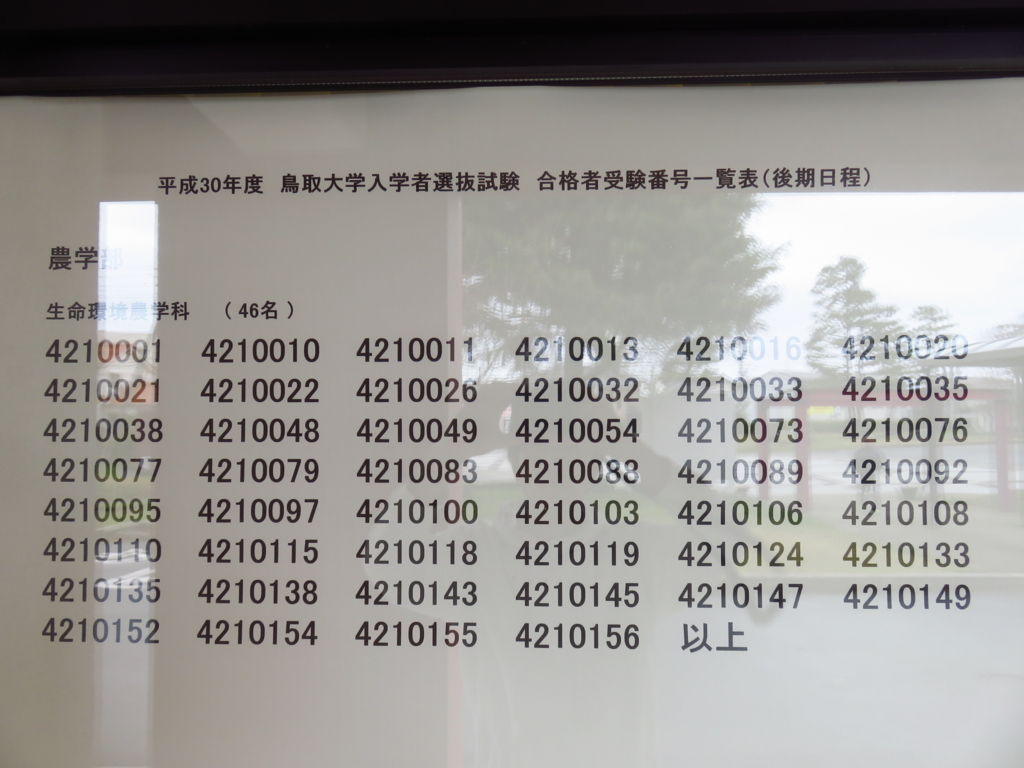 平成30年度 鳥取大学入学者選抜試験 合格者受験番号一覧表(後期日程)
農学部
生命環境農学科 (46名)
4210001 4210010 4210011 4210013 4210016 4210020
4210021 4210022 4210026 4210032 4210033 4210035
4210038 4210048 4210049 4210054 4210073 4210076
4210077 4210079 4210083 4210088 4210089 4210092
4210095 4210097 4210100 4210103 4210106 4210108
4210110 4210115 4210118 4210119 4210124 4210133
4210135 4210138 4210143 4210145 4210147 4210149
4210152 4210154 4210155 4210156 以上